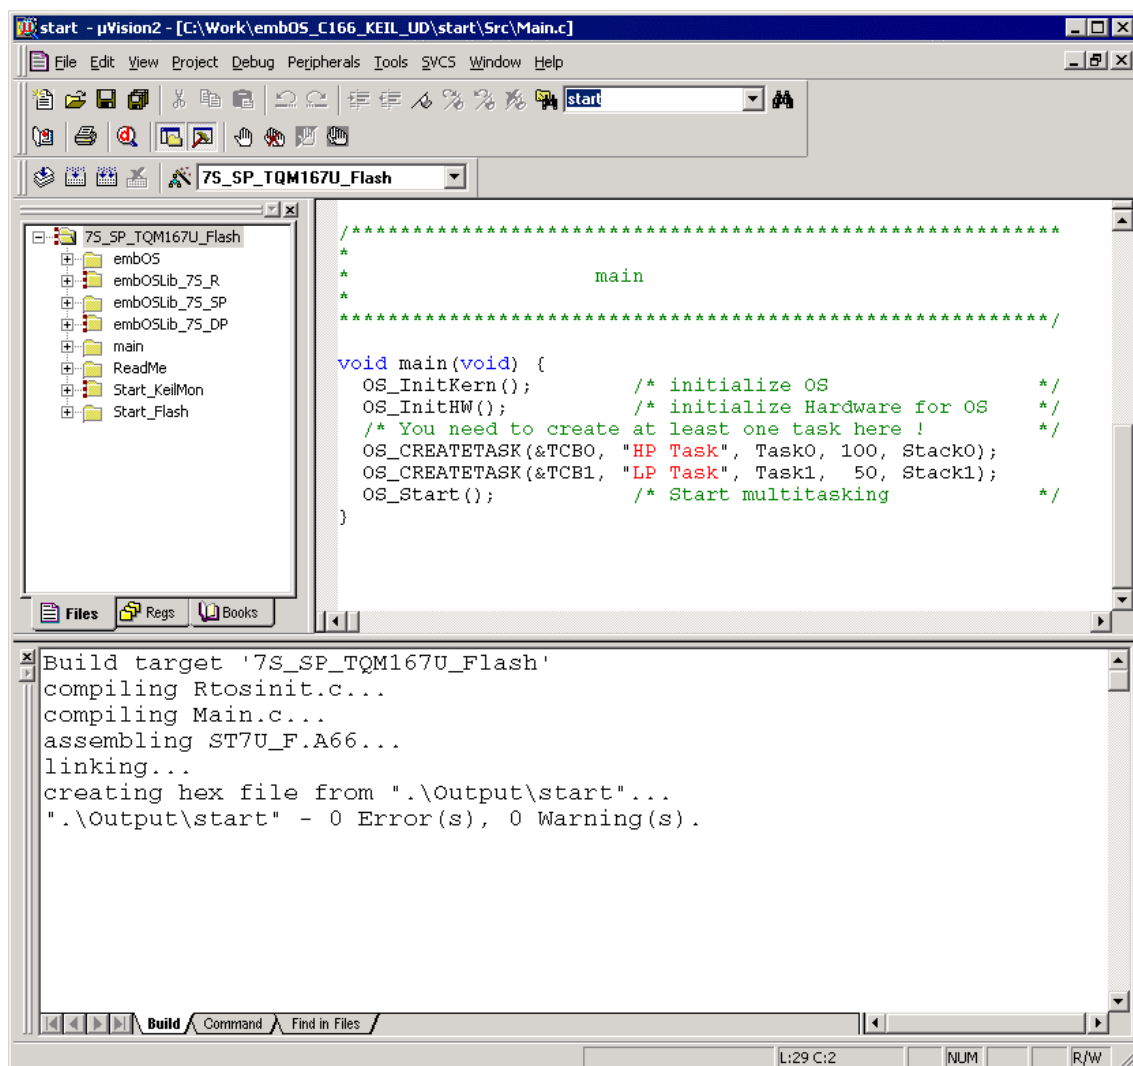 start - µVision2 - [C:\Work\embOS_C166_KEIL_UD\start\Src\Main.c]
File Edit View Project Debug Peripherals Tools SVCS Window Help
start
7S_SP_TQM167U_Flash
7S_SP_TQM167U_Flash
embOS
embOSLib_7S_R
embOSLib_7S_SP
embOSLib_7S_DP
main
ReadMe
Start_KeilMon
Start_Flash
Files Regs Books
/**********************************************************
*
* main
*
**********************************************************/
void main(void) {
OS_InitKern(); /* initialize OS */
OS_InitHW(); /* initialize Hardware for OS */
/* You need to create at least one task here ! */
OS_CREATETASK(&TCB0, "HP Task", Task0, 100, Stack0);
OS_CREATETASK(&TCB1, "LP Task", Task1, 50, Stack1);
OS_Start(); /* Start multitasking */
}
Build target '7S_SP_TQM167U_Flash'
compiling Rtosinit.c...
compiling Main.c...
assembling ST7U_F.A66...
linking...
creating hex file from ".\Output\start"...
".\Output\start" - 0 Error(s), 0 Warning(s).
Build Command Find in Files
L:29 C:2 NUM R/W